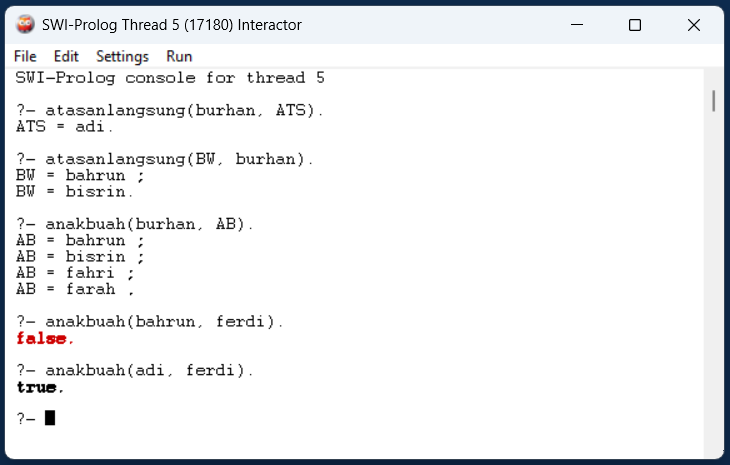 SWI-Prolog Thread 5 (17180) Interactor
File Edit Settings Run
SWI-Prolog console for thread 5
?- atasanlangsung(burhan, ATS).
ATS = adi.
?- atasanlangsung(BW, burhan).
BW = bahrun ;
BW = bisrin.
?- anakbuah(burhan, AB).
AB = bahrun ;
AB = bisrin ;
AB = fahri ;
AB = farah .
?- anakbuah(bahrun, ferdi).
false.
?- anakbuah(adi, ferdi).
true.
?-